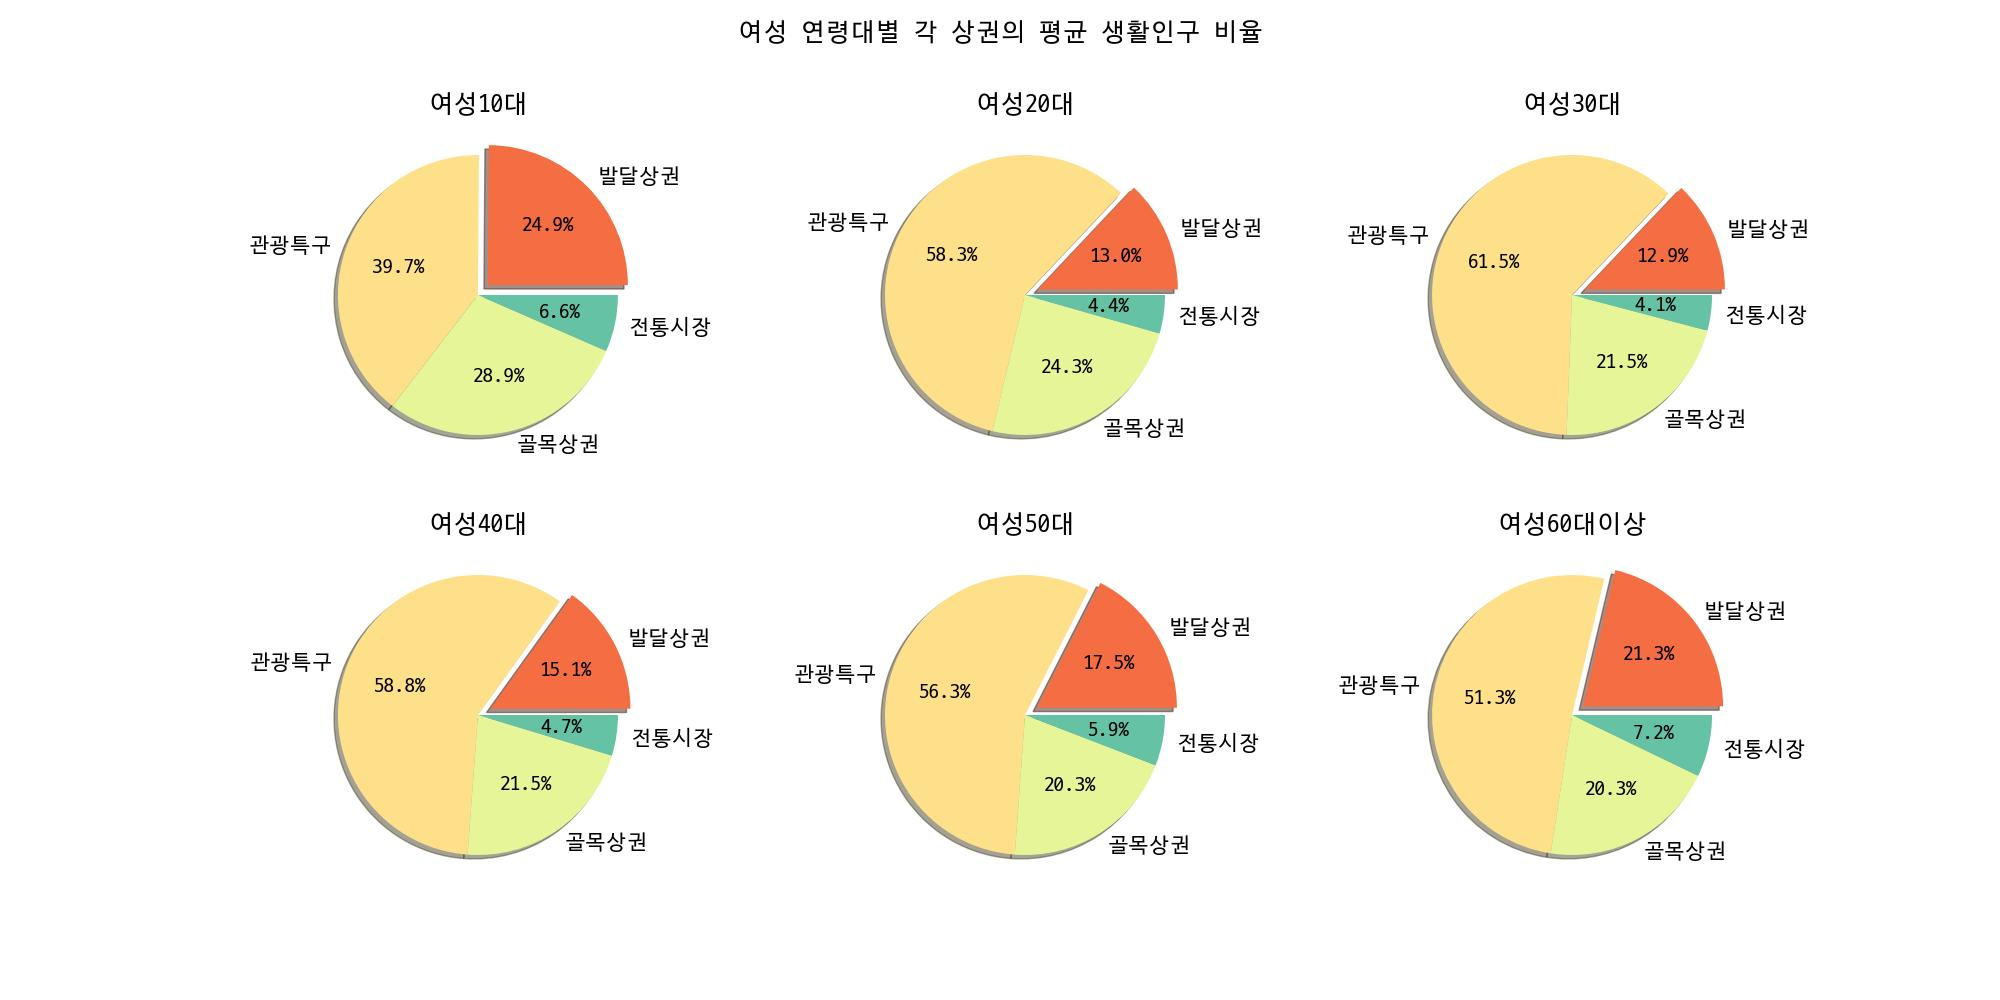 여성 연령대별 각 상권의 평균 생활인구 비율
여성10대
발달상권
24.9%
관광특구
39.7%
6.6%
전통시장
28.9%
골목상권
여성20대
관광특구
발달상권
58.3%
13.0%
4.4%
전통시장
24.3%
골목상권
여성30대
발달상권
관광특구
61.5%
12.9%
4.1%
전통시장
21.5%
골목상권
여성40대
발달상권
관광특구
15.1%
58.8%
4.7%
전통시장
21.5%
골목상권
여성50대
발달상권
17.5%
관광특구
56.3%
5.9%
전통시장
20.3%
골목상권
여성60대이상
발달상권
21.3%
관광특구
51.3%
7.2%
전통시장
20.3%
골목상권